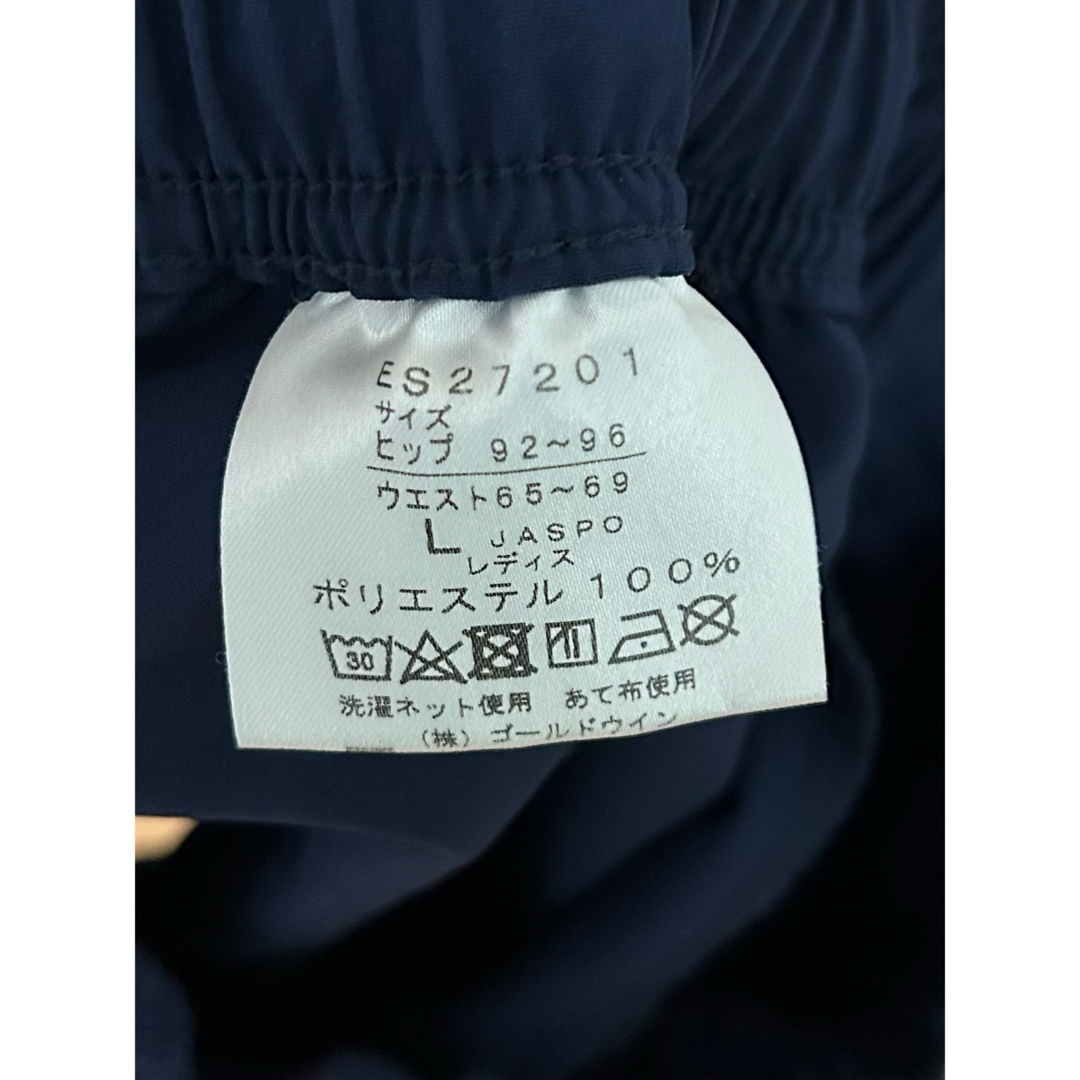 ES27201
サイズ
ヒップ 92～96
ウエスト65～69
L JASPO
レディス
ポリエステル 100%
30
洗濯ネット使用 あて布使用
(株) ゴールドウイン